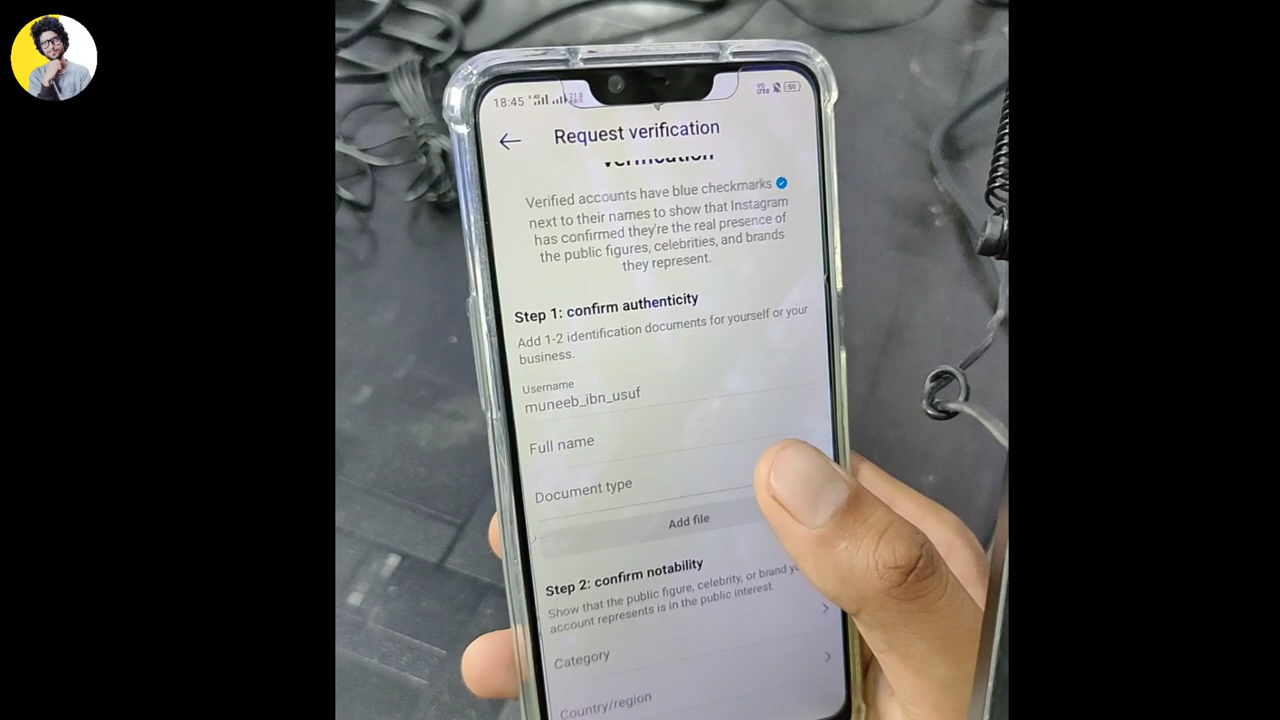 18:45
Request verification
verification
Verified accounts have blue checkmarks
next to their names to show that Instagram
has confirmed they're the real presence of
the public figures, celebrities, and brands
they represent.
Step 1: confirm authenticity
Add 1-2 identification documents for yourself or your
business.
Username
muneeb_ibn_usuf
Full name
Document type
Add file
Step 2: confirm notability
Show that the public figure, celebrity, or brand
account represents is in the public interest.
Category
Country/region